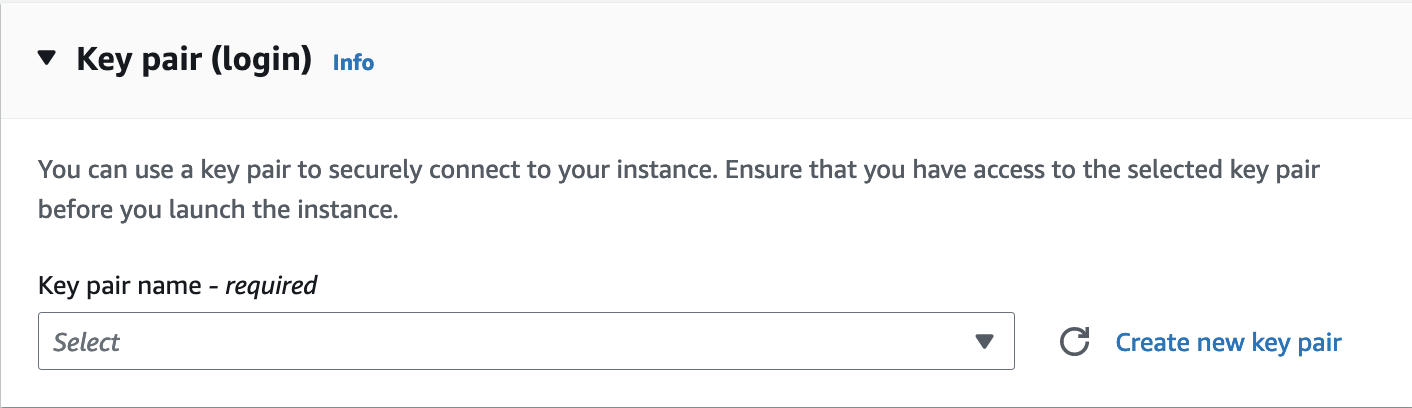 Key pair (login) Info
You can use a key pair to securely connect to your instance. Ensure that you have access to the selected key pair
before you launch the instance.
Key pair name - required
Select
Create new key pair